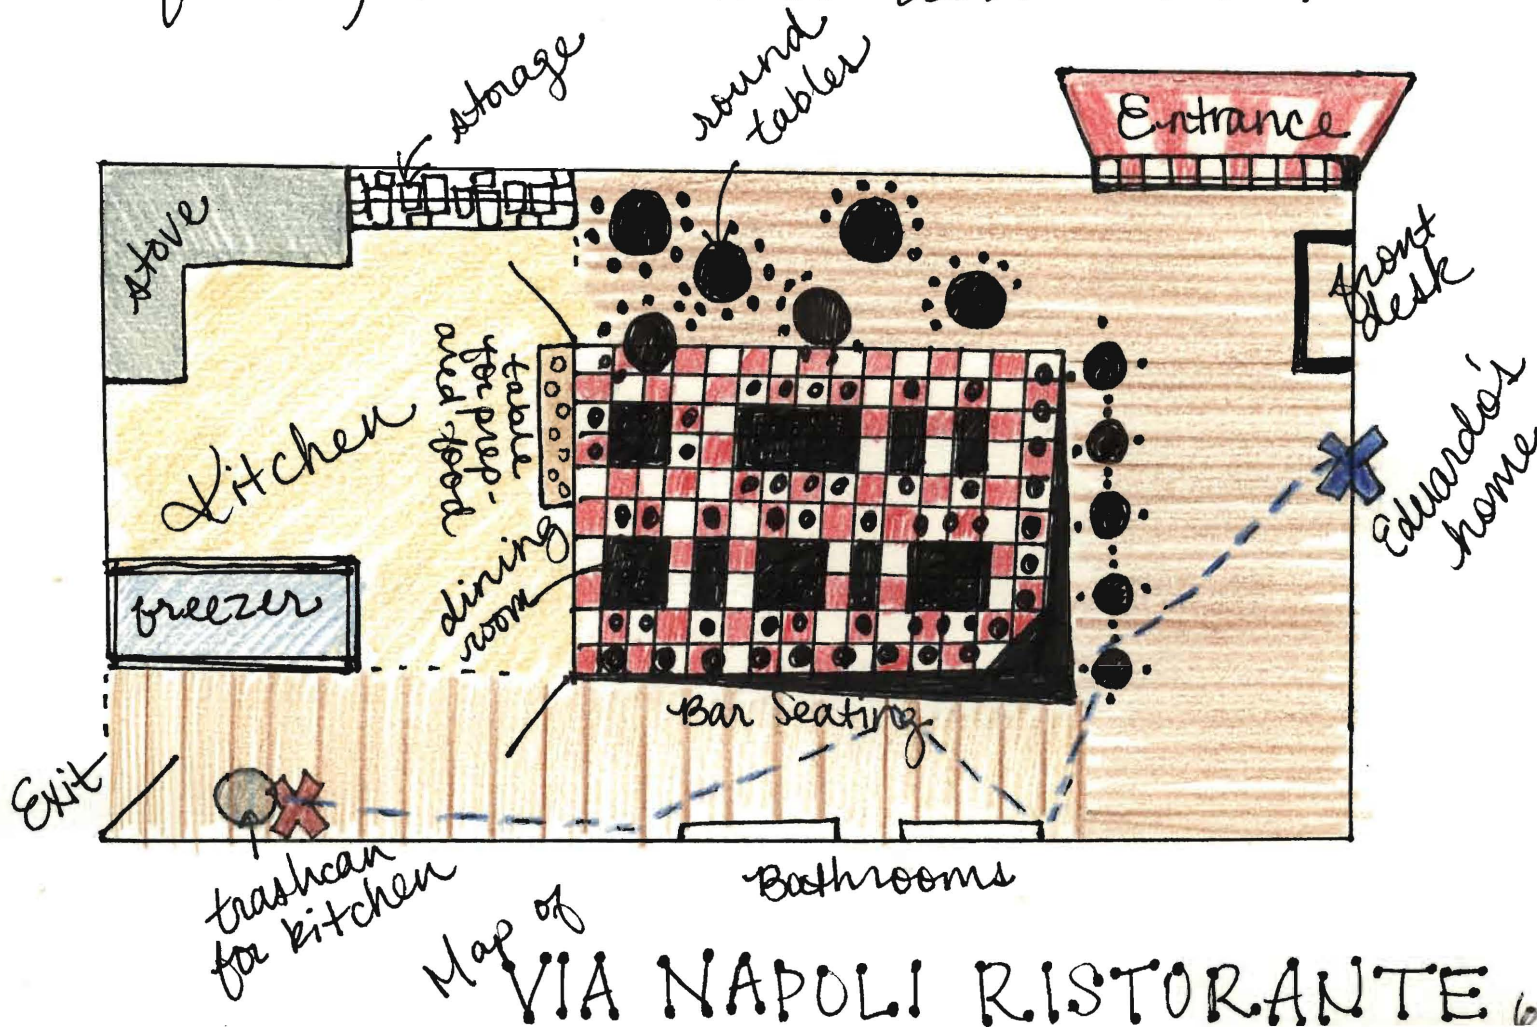 storage
round
tables
Entrance
stove
front
desk
table
for prep-
ared food
Kitchen
Eduardo's
home
dining
room
freezer
Bar Seating
Exit
trashcan
for kitchen
Bathrooms
Map of
VIA NAPOLI RISTORANTE